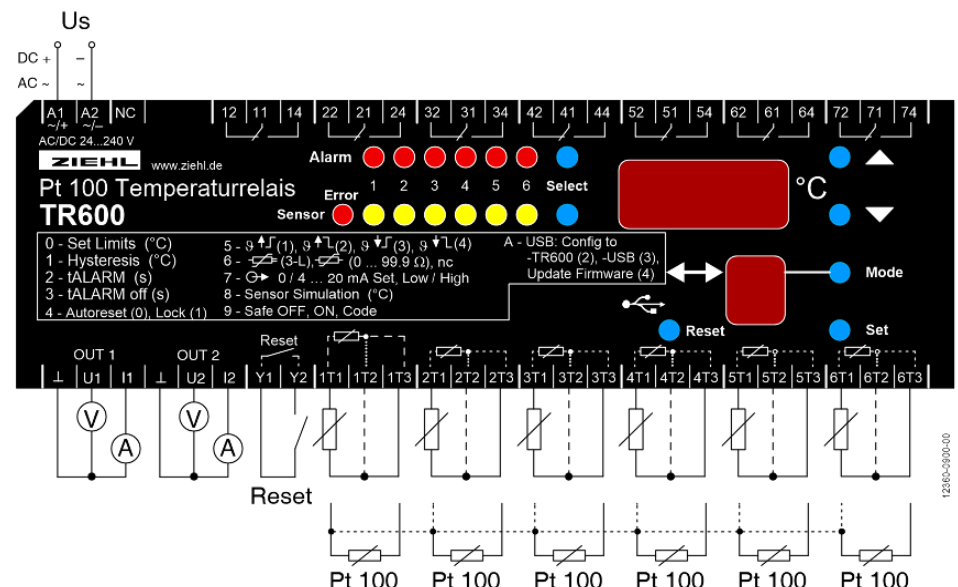 Us
DC + −
AC ~ ~
A1 A2 NC 12 11 14 22 21 24 32 31 34 42 41 44 52 51 54 62 61 64 72 71 74
~/+ ~/−
AC/DC 24...240 V
ZIEHL www.ziehl.de
Pt 100 Temperaturrelais
TR600
Alarm
1 2 3 4 5 6 Select
Error
Sensor
°C
0 - Set Limits (°C)
1 - Hysteresis (°C)
2 - tALARM (s)
3 - tALARM off (s)
4 - Autoreset (0), Lock (1)
5 - ϑ (1), ϑ (2), ϑ (3), ϑ (4)
6 - (3-L), (0 ... 99.9 Ω), nc
7 - 0 / 4 ... 20 mA Set, Low / High
8 - Sensor Simulation (°C)
9 - Safe OFF, ON, Code
A - USB: Config to
-TR600 (2), -USB (3),
Update Firmware (4)
Mode
Reset
Set
OUT 1 OUT 2 Reset
⊥ U1 I1 ⊥ U2 I2 Y1 Y2 1T1 1T2 1T3 2T1 2T2 2T3 3T1 3T2 3T3 4T1 4T2 4T3 5T1 5T2 5T3 6T1 6T2 6T3
V A V A
Reset
Pt 100 Pt 100 Pt 100 Pt 100 Pt 100 Pt 100
12360-0900-00